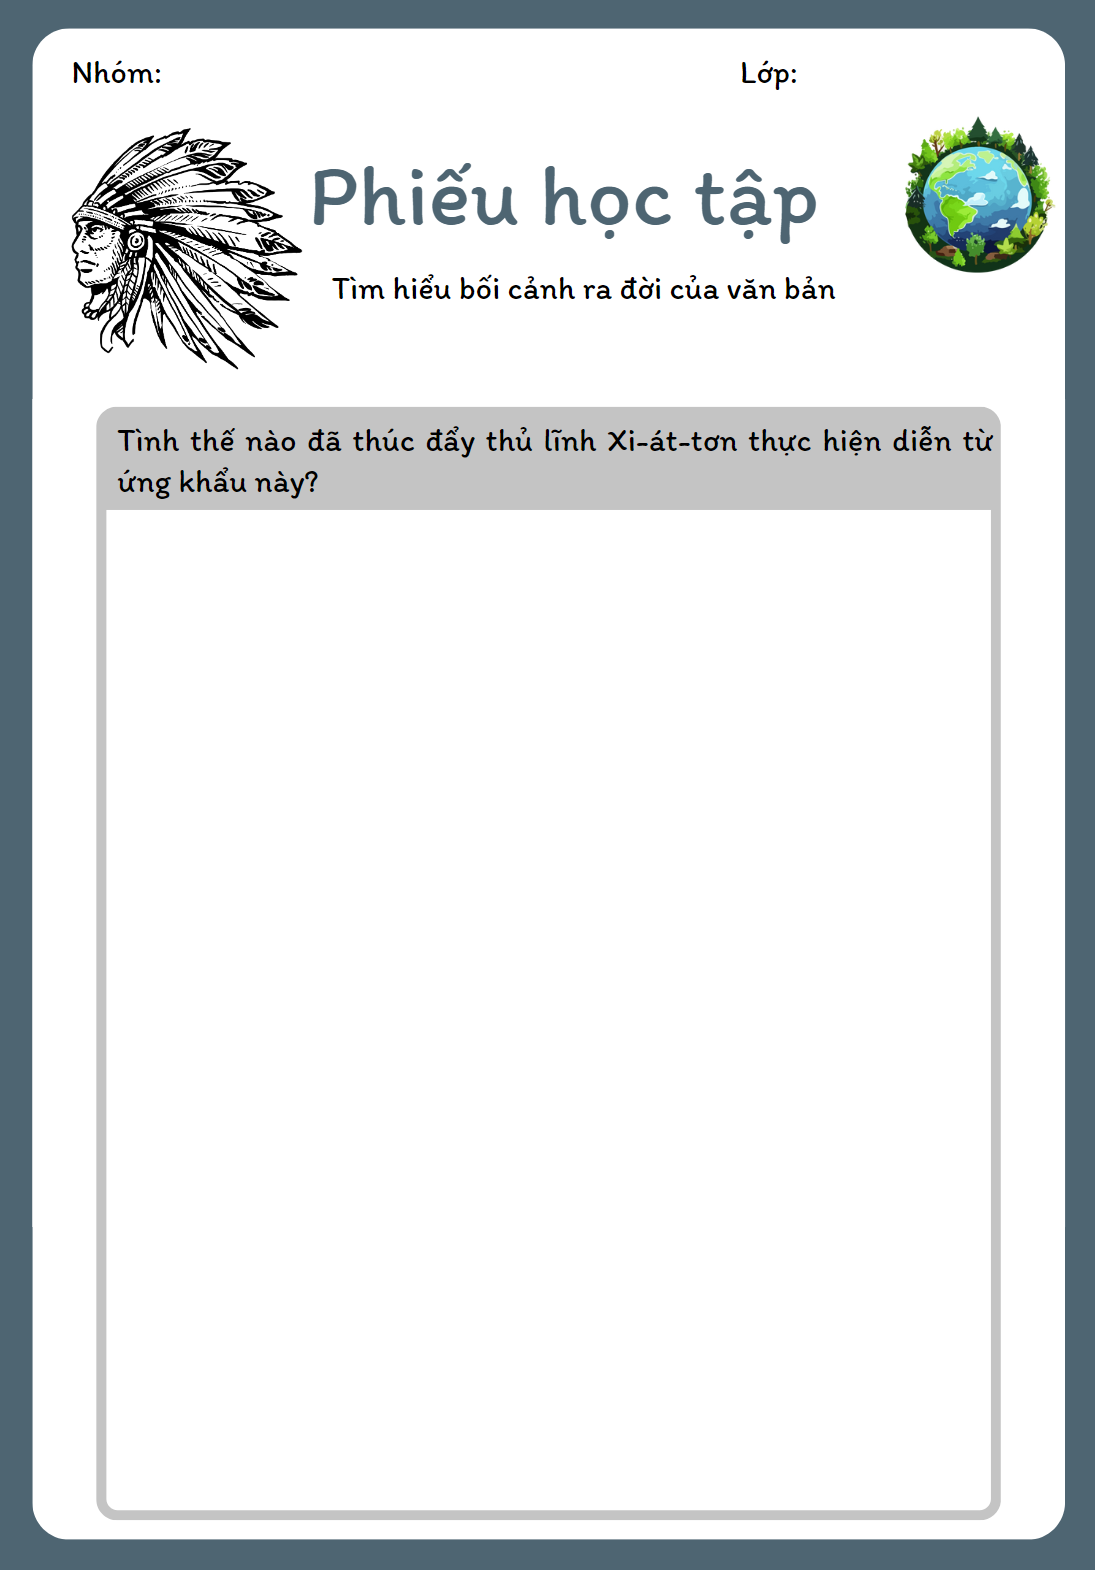 Nhóm:
Lớp:
Phiếu học tập
Tìm hiểu bối cảnh ra đời của văn bản
Tình thế nào đã thúc đẩy thủ lĩnh Xi-át-tơn thực hiện diễn từ
ứng khẩu này?